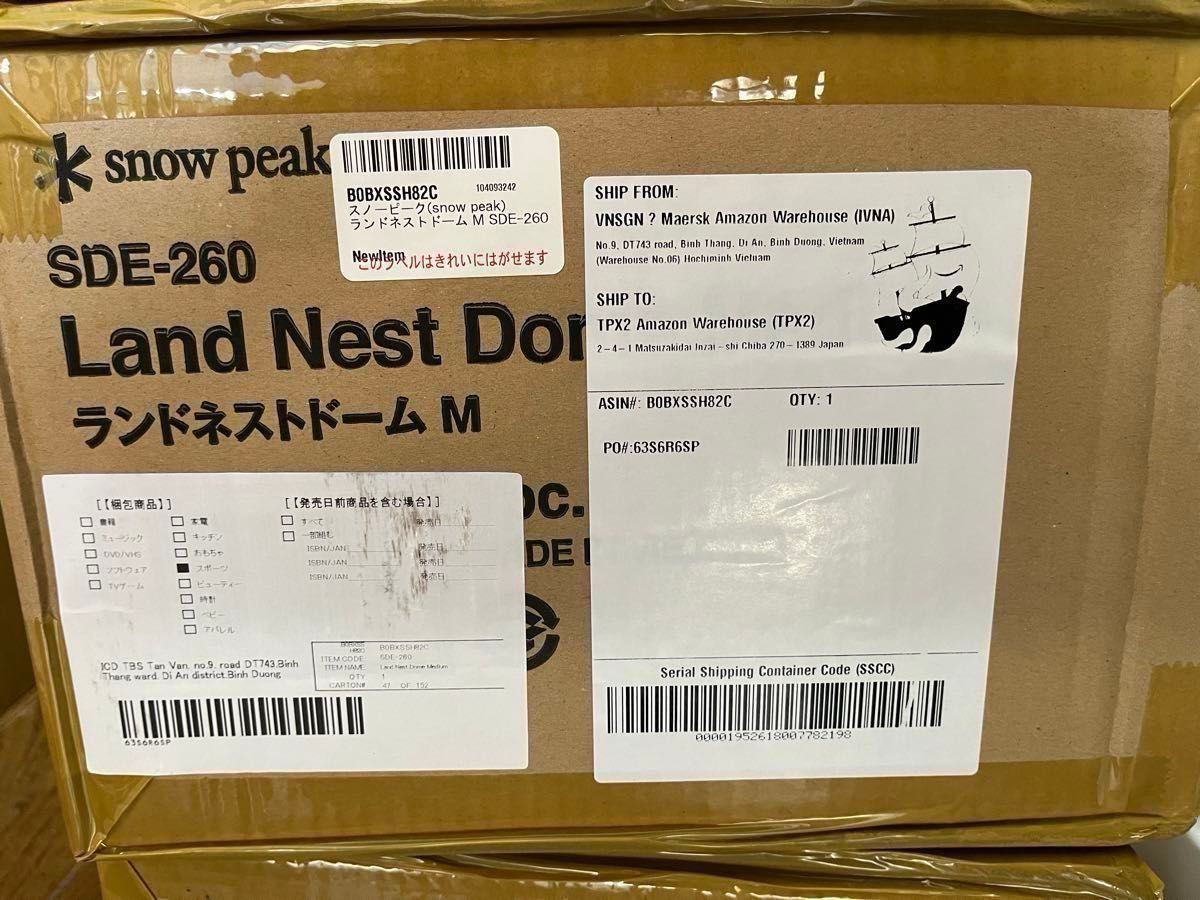 snow peak
SDE-260
Land Nest Do
ランドネストドーム M
oc.
DE
B0BXSSH82C
104093242
スノーピーク(snow peak)
ランドネストドーム M SDE-260
NewItem
このラベルはきれいにはがせます
SHIP FROM:
VNSGN ? Maersk Amazon Warehouse (IVNA)
No.9, DT743 road, Binh Thang, Di An, Binh Duong, Vietnam
(Warehouse No.06) Hochiminh Vietnam
SHIP TO:
TPX2 Amazon Warehouse (TPX2)
2-4-1 Matsuzakidai Inzai-shi Chiba 270-1389 Japan
ASIN#: B0BXSSH82C
QTY: 1
PO#:63S6R6SP
Serial Shipping Container Code (SSCC)
00001952618007782198
[【梱包商品】]
書籍
ミュージック
DVD/VHS
ソフトウェア
TVゲーム
家電
キッチン
おもちゃ
スポーツ
ビューティー
時計
ベビー
アパレル
[【発売日前商品を含む場合】]
すべて 発売日
一部組む
ISBN/JAN 発売日
ISBN/JAN 発売日
ISBN/JAN 発売日
ICD TBS Tan Van, no.9, road DT743,Binh
Thang ward, Di An district,Binh Duong
B0BXSS
H82C B0BXSSH82C
ITEM CODE SDE-260
ITEM NAME Land Nest Dome Medium
QTY 1
CARTON# 47 OF 152
63S6R6SP